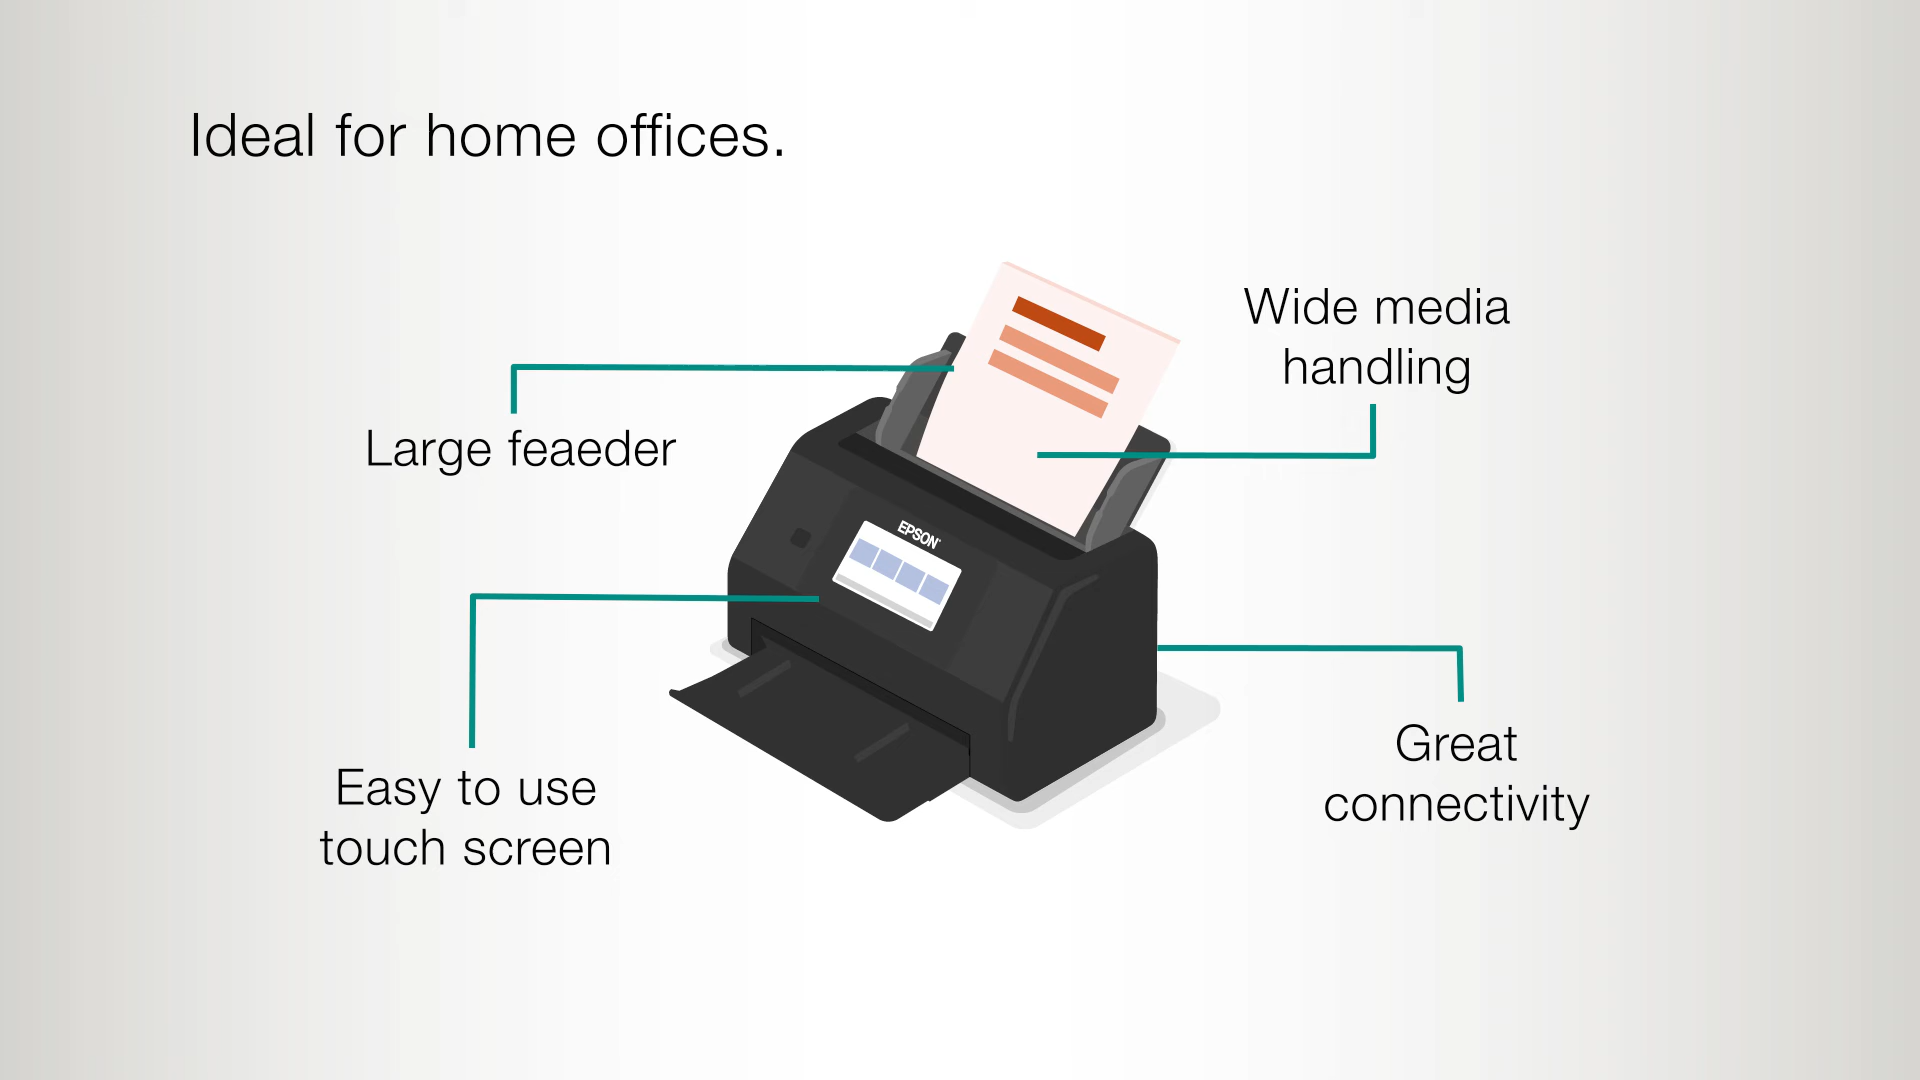 Ideal for home offices.
Wide media
handling
Large feaeder
EPSON
Easy to use
touch screen
Great
connectivity